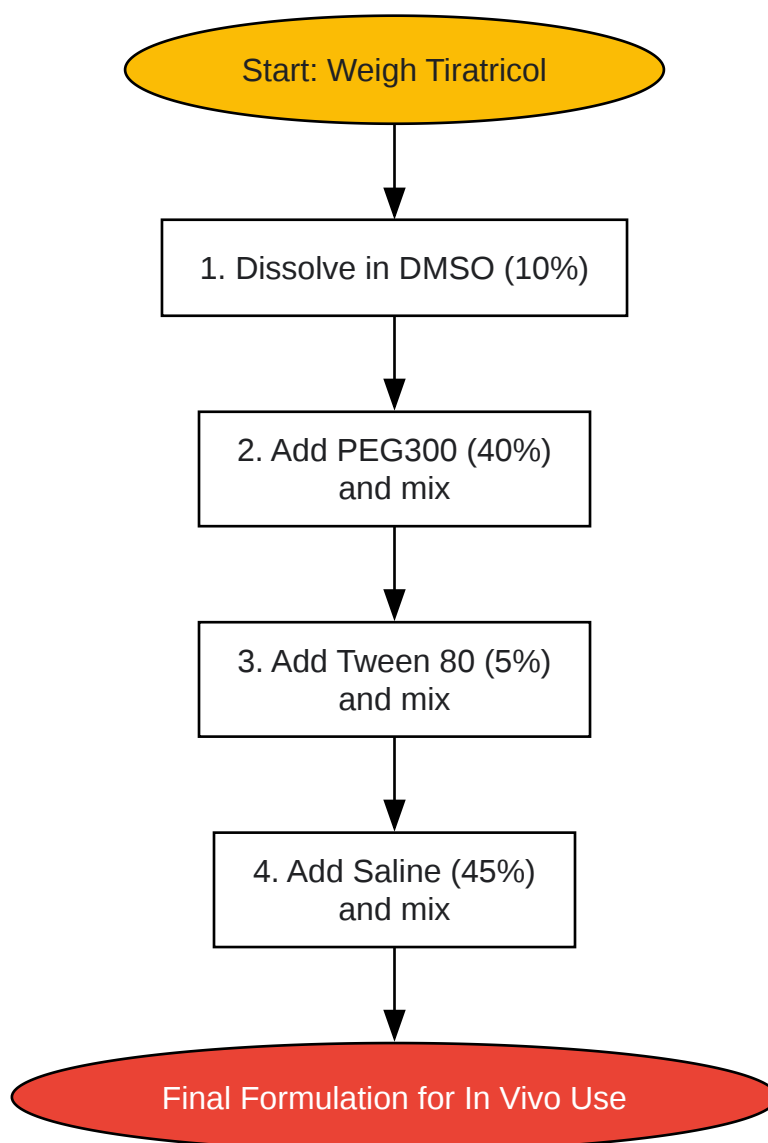 Start: Weigh Tiratricol
1. Dissolve in DMSO (10%)
2. Add PEG300 (40%)
and mix
3. Add Tween 80 (5%)
and mix
4. Add Saline (45%)
and mix
Final Formulation for In Vivo Use